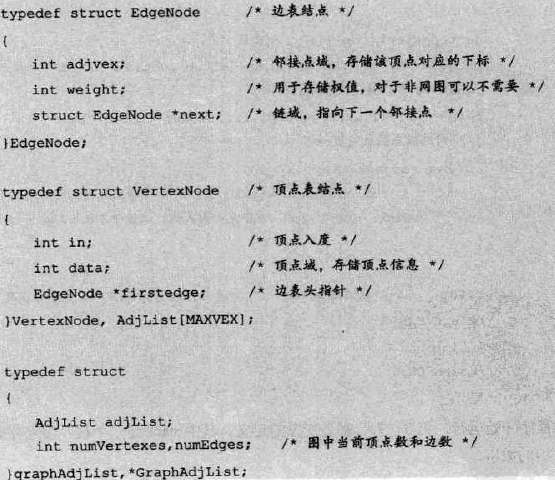 typedef struct EdgeNode /* 边表结点 */
{
int adjvex; /* 邻接点域，存储该顶点对应的下标 */
int weight; /* 用于存储权值，对于非网图可以不需要 */
struct EdgeNode *next; /* 链域，指向下一个邻接点 */
}EdgeNode;
typedef struct VertexNode /* 顶点表结点 */
{
int in; /* 顶点入度 */
int data; /* 顶点域，存储顶点信息 */
EdgeNode *firstedge; /* 边表头指针 */
}VertexNode, AdjList[MAXVEX];
typedef struct
{
AdjList adjList;
int numVertexes,numEdges; /* 图中当前顶点数和边数 */
}graphAdjList,*GraphAdjList;